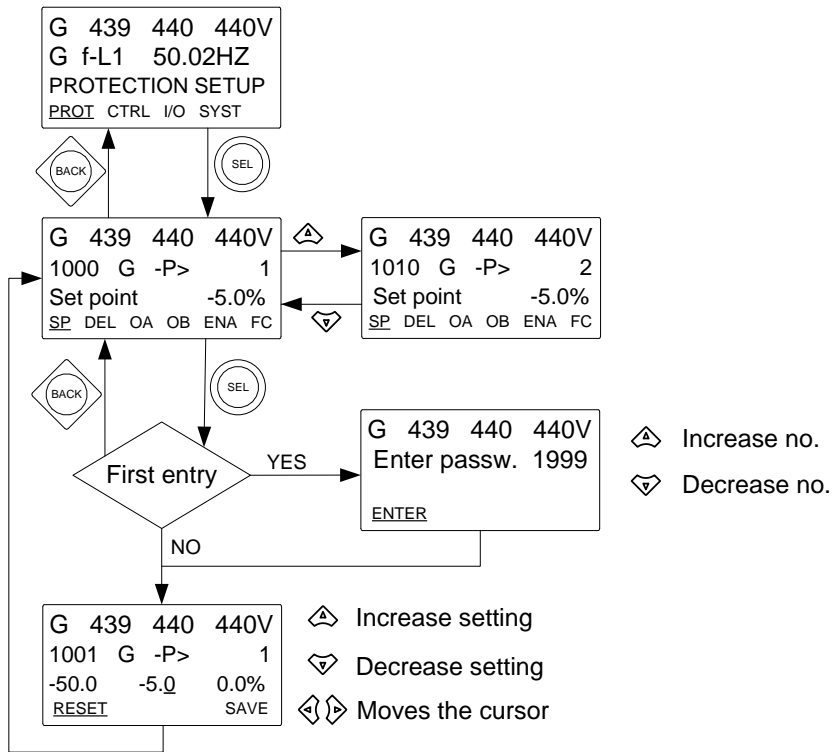 G 439 440 440V
G f-L1 50.02HZ
PROTECTION SETUP
PROT CTRL I/O SYST
BACK
SEL
G 439 440 440V
1000 G -P> 1
Set point -5.0%
SP DEL OA OB ENA FC
G 439 440 440V
1010 G -P> 2
Set point -5.0%
SP DEL OA OB ENA FC
BACK
SEL
First entry
YES
NO
G 439 440 440V
Enter passw. 1999
ENTER
Increase no.
Decrease no.
G 439 440 440V
1001 G -P> 1
-50.0 -5.0 0.0%
RESET SAVE
Increase setting
Decrease setting
Moves the cursor